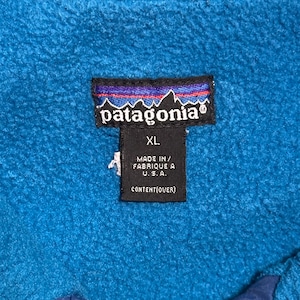 patagonia®
XL
MADE IN/
FABRIQUE A
U.S.A.
CONTENT(OVER)